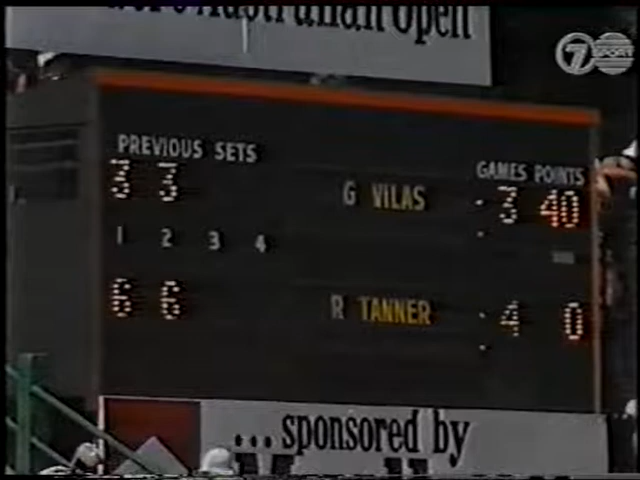 Australian Open
7 SPORT
PREVIOUS SETS
GAMES POINTS
3 3 G VILAS 3 40
1 2 3 4
6 6 R TANNER 4 0
... sponsored by